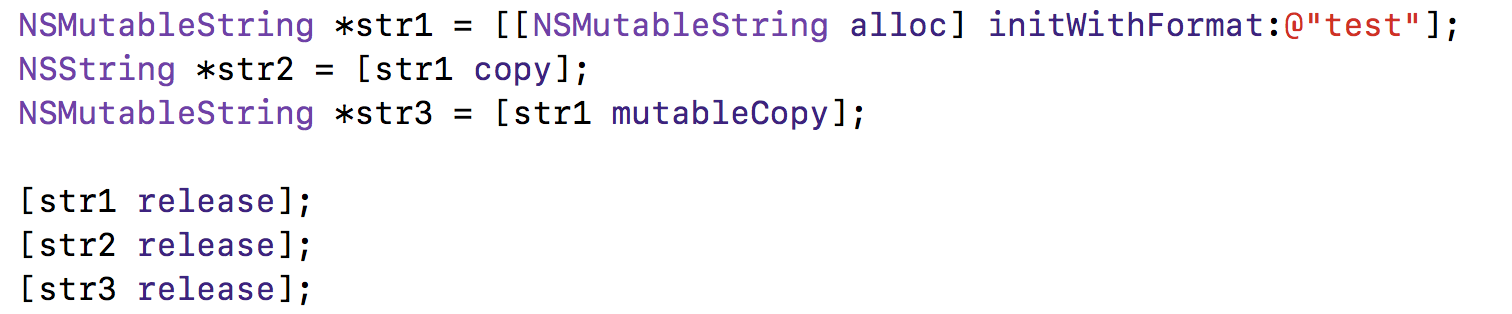 NSMutableString *str1 = [[NSMutableString alloc] initWithFormat:@"test"];
NSString *str2 = [str1 copy];
NSMutableString *str3 = [str1 mutableCopy];
[str1 release];
[str2 release];
[str3 release];